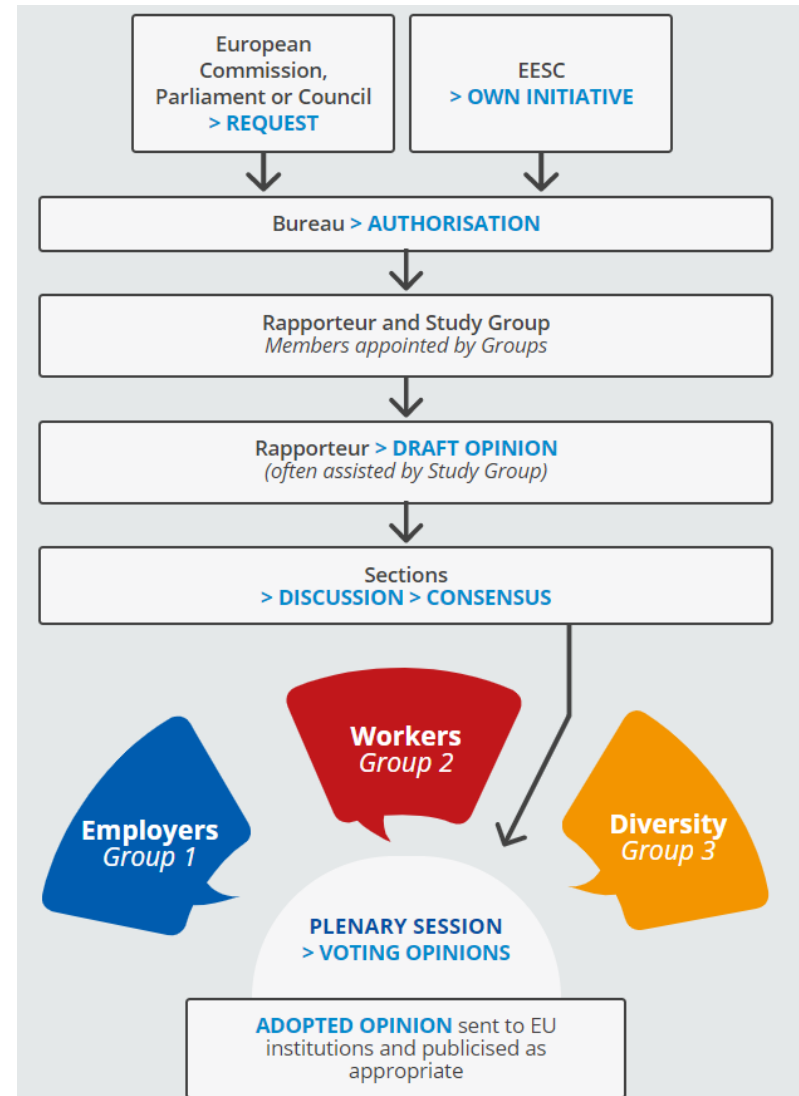 European
Commission,
Parliament or Council
> REQUEST
EESC
> OWN INITIATIVE
Bureau > AUTHORISATION
Rapporteur and Study Group
Members appointed by Groups
Rapporteur > DRAFT OPINION
(often assisted by Study Group)
Sections
> DISCUSSION > CONSENSUS
Employers
Group 1
Workers
Group 2
Diversity
Group 3
PLENARY SESSION
> VOTING OPINIONS
ADOPTED OPINION sent to EU
institutions and publicised as
appropriate